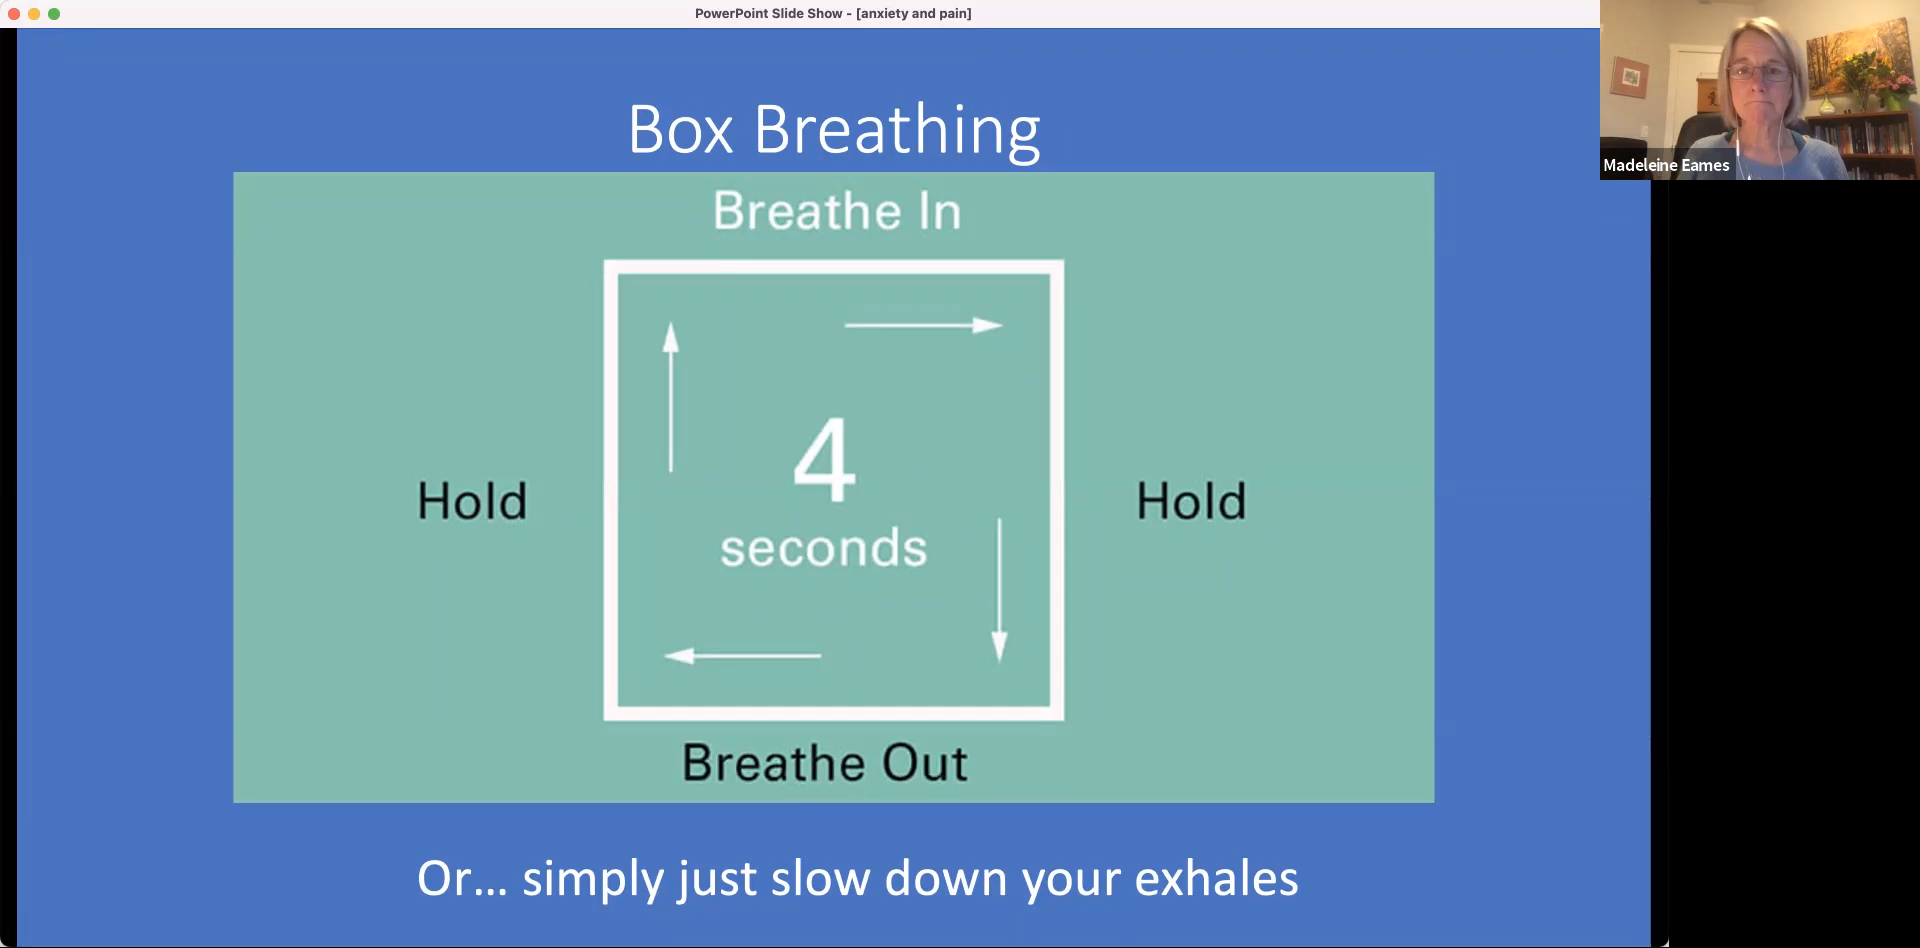 PowerPoint Slide Show - [anxiety and pain]
Madeleine Eames
Box Breathing
Breathe In
4
seconds
Hold
Hold
Breathe Out
Or... simply just slow down your exhales